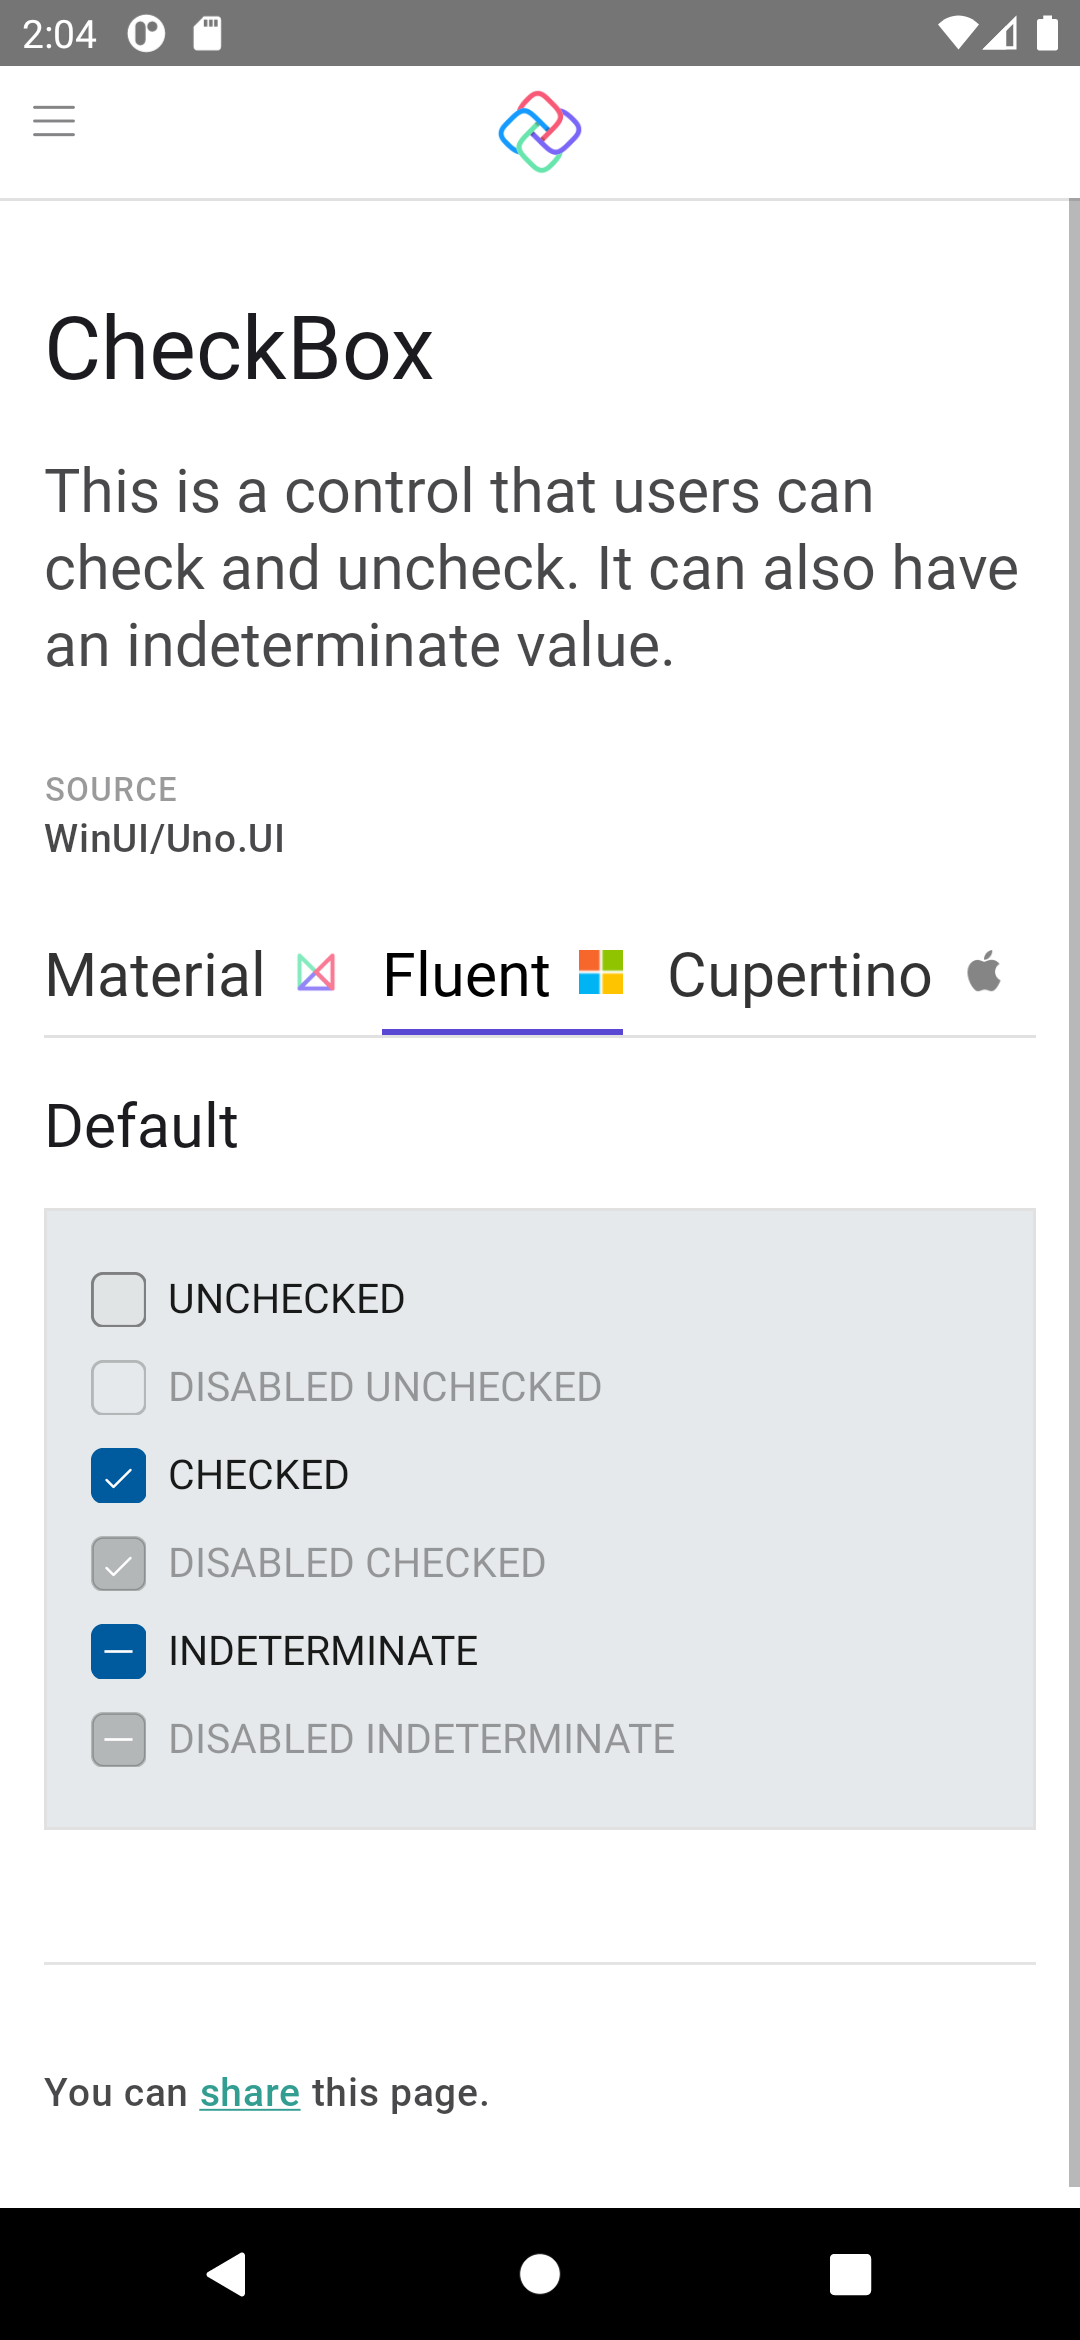 2:04
CheckBox
This is a control that users can
check and uncheck. It can also have
an indeterminate value.
SOURCE
WinUI/Uno.UI
Material Fluent Cupertino
Default
UNCHECKED
DISABLED UNCHECKED
CHECKED
DISABLED CHECKED
INDETERMINATE
DISABLED INDETERMINATE
You can share this page.